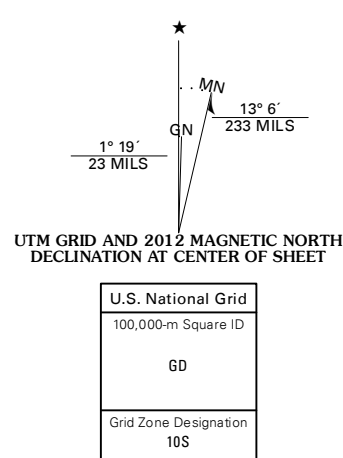 MN
13° 6´
233 MILS
GN
1° 19´
23 MILS
UTM GRID AND 2012 MAGNETIC NORTH
DECLINATION AT CENTER OF SHEET
U.S. National Grid
100,000-m Square ID
GD
Grid Zone Designation
10S